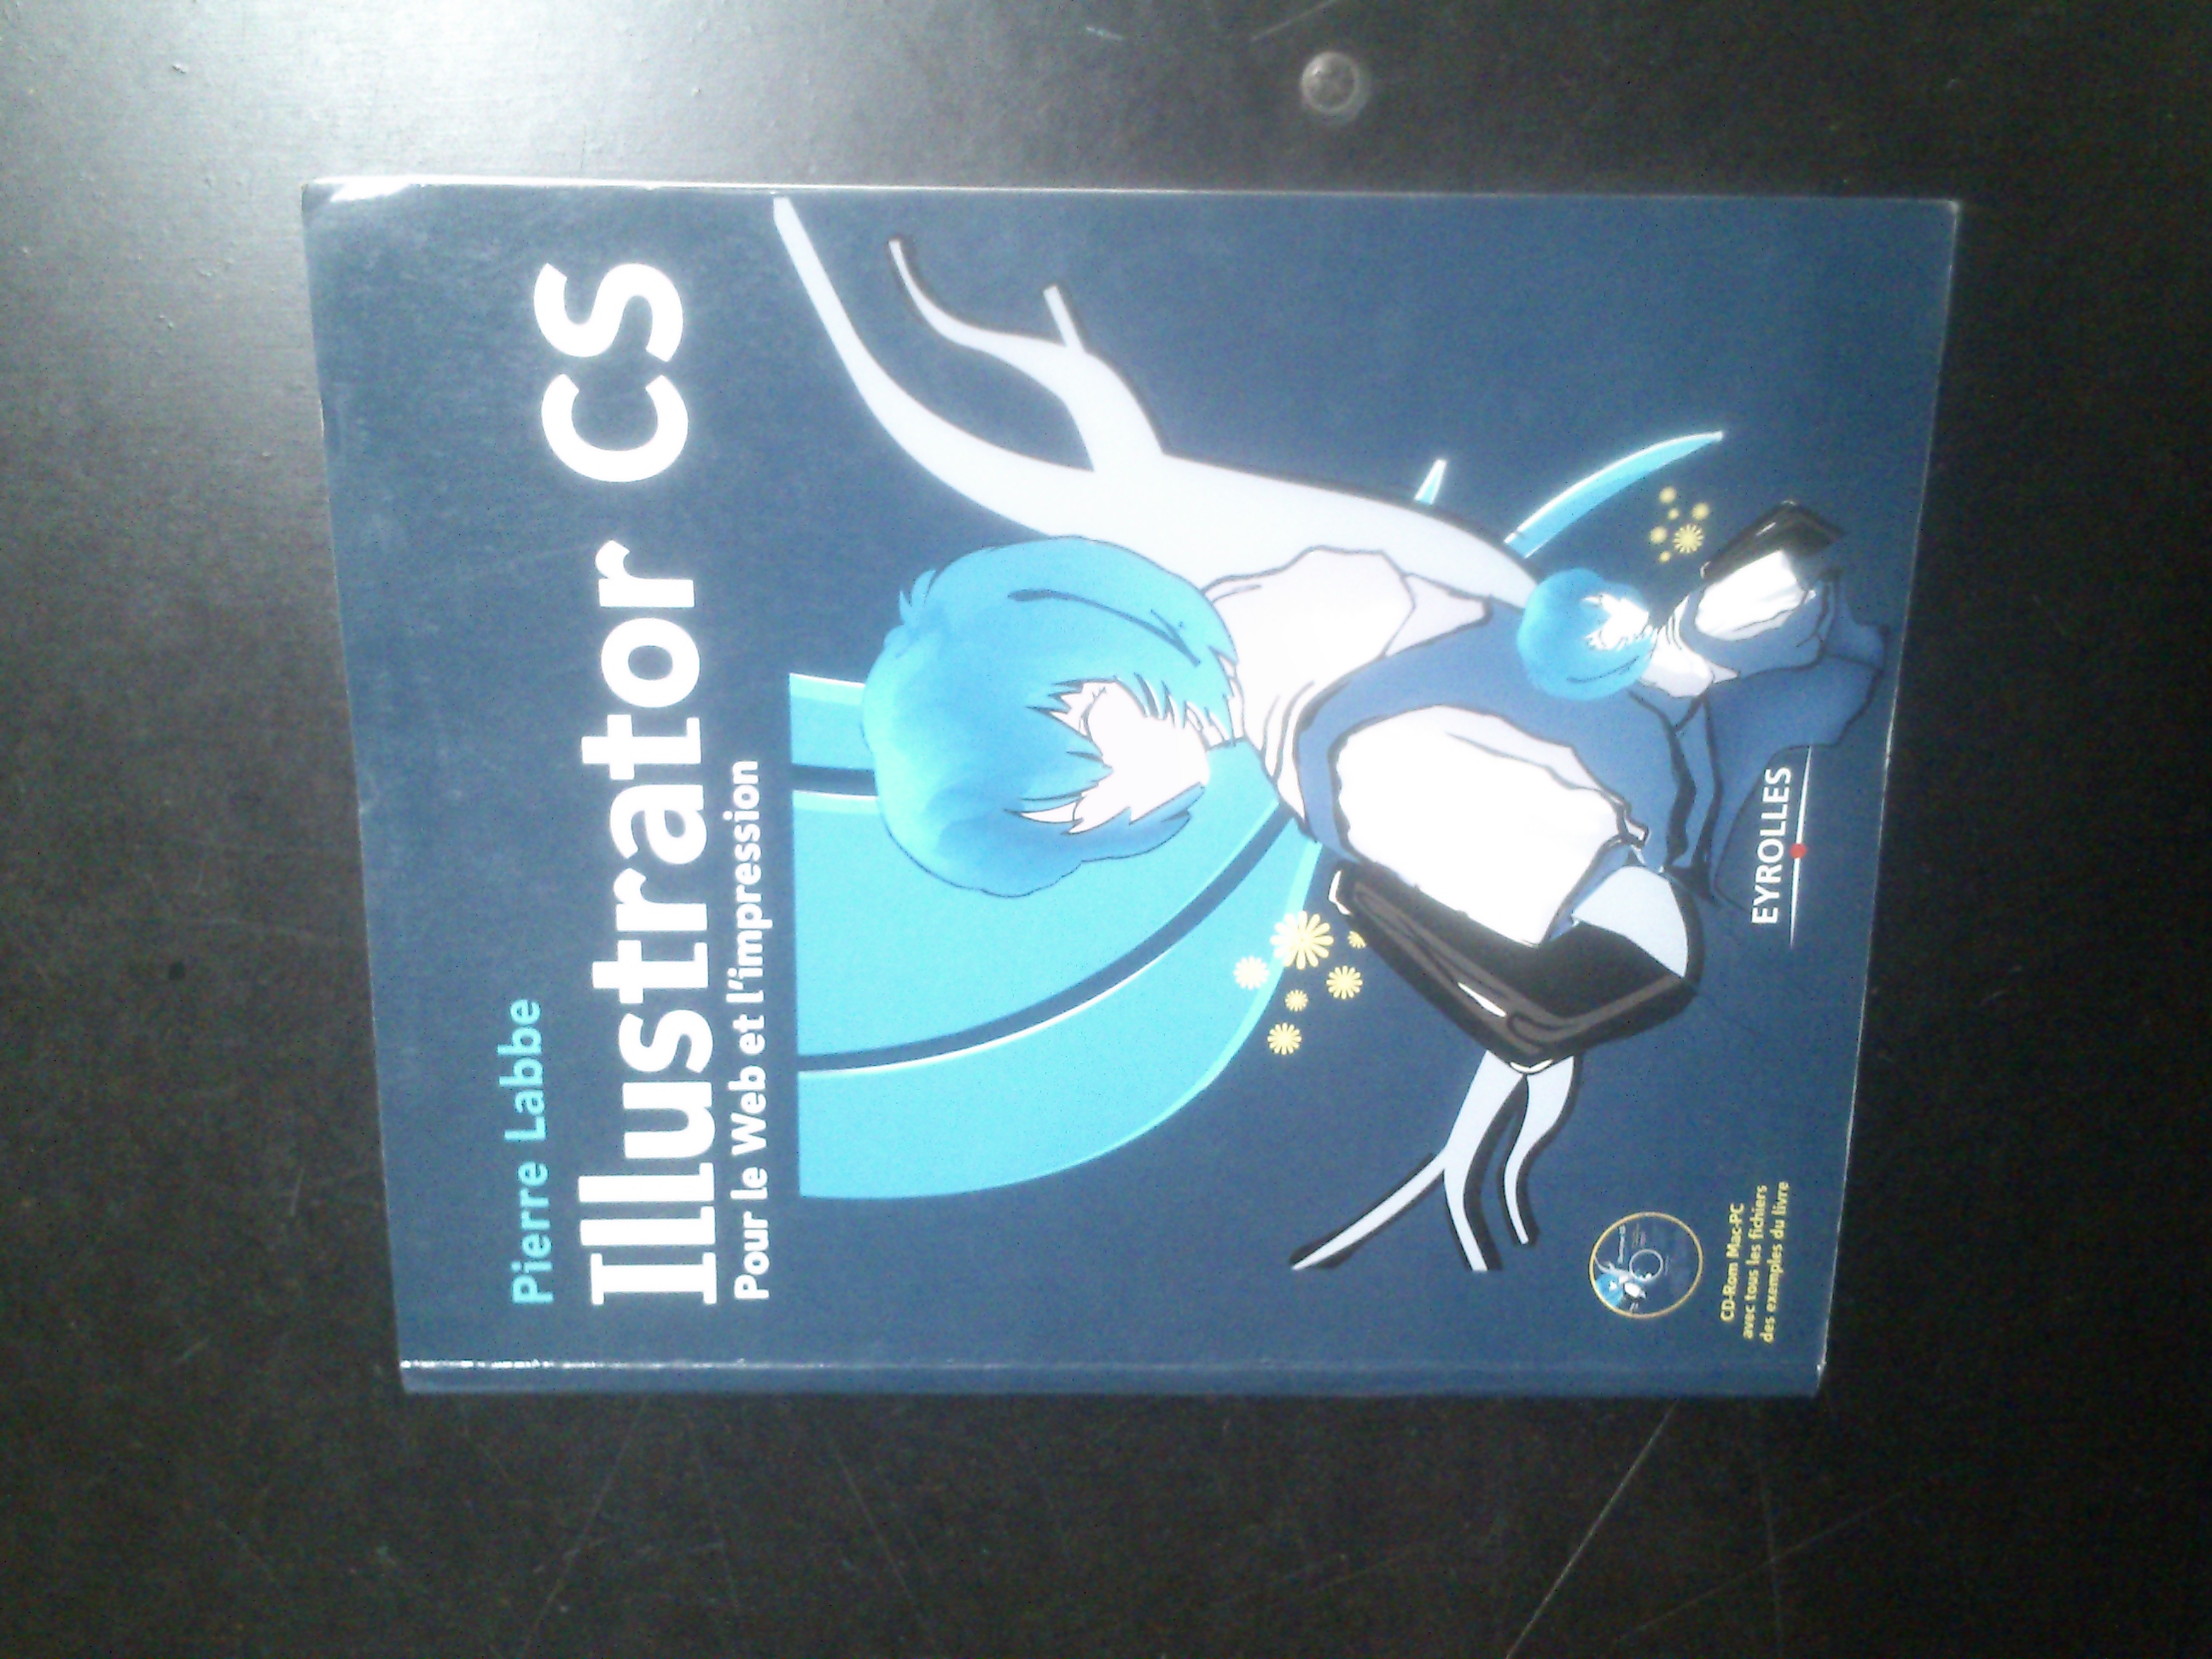 Pierre Labbe
Illustrator CS
Pour le Web et l'impression
CD-Rom Mac-PC
avec tous les fichiers
des exemples du livre
EYROLLES